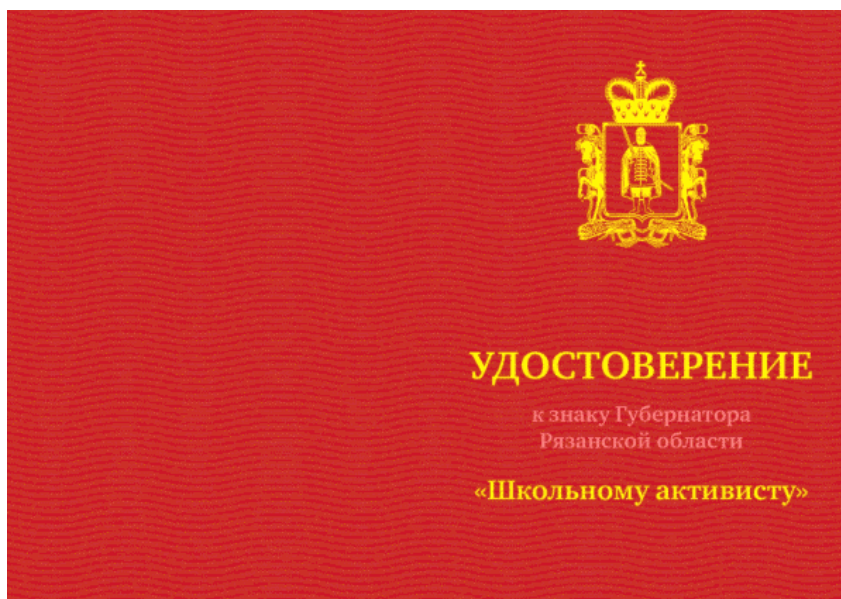 УДОСТОВЕРЕНИЕ
к знаку Губернатора
Рязанской области
«Школьному активисту»